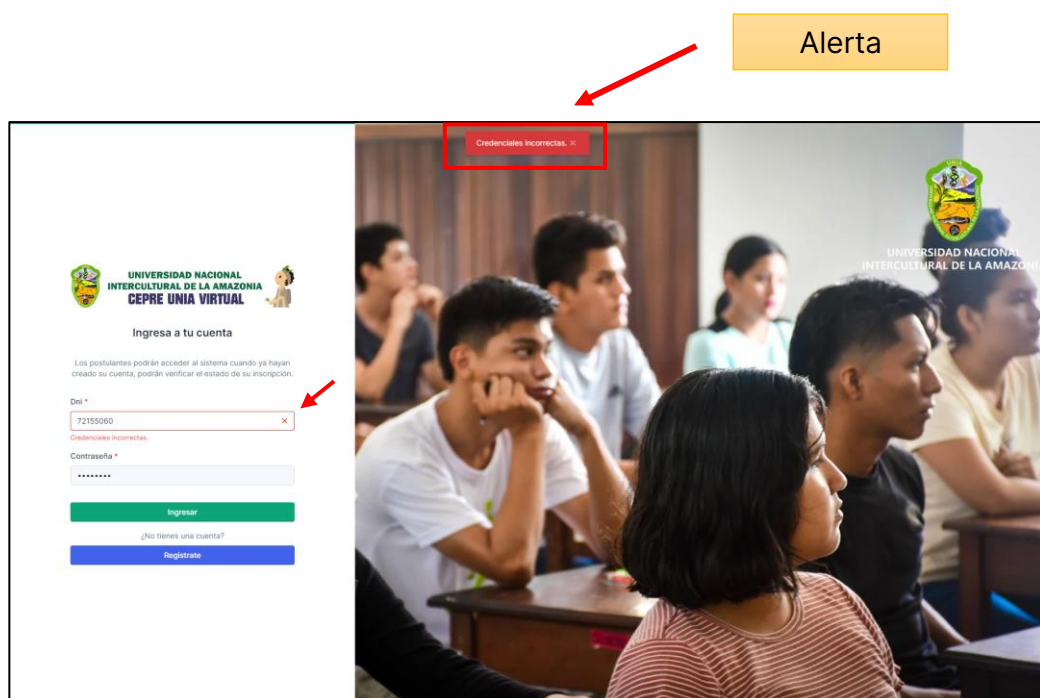 Alerta
Credenciales incorrectas. ×
UNIVERSIDAD NACIONAL
INTERCULTURAL DE LA AMAZONIA
UNIVERSIDAD NACIONAL
INTERCULTURAL DE LA AMAZONIA
CEPRE UNIA VIRTUAL
Ingresa a tu cuenta
Los postulantes podrán acceder al sistema cuando ya hayan
creado su cuenta, podrán verificar el estado de su inscripción.
Dni *
72155060
Credenciales incorrectas.
Contraseña *
••••••••
Ingresar
¿No tienes una cuenta?
Regístrate